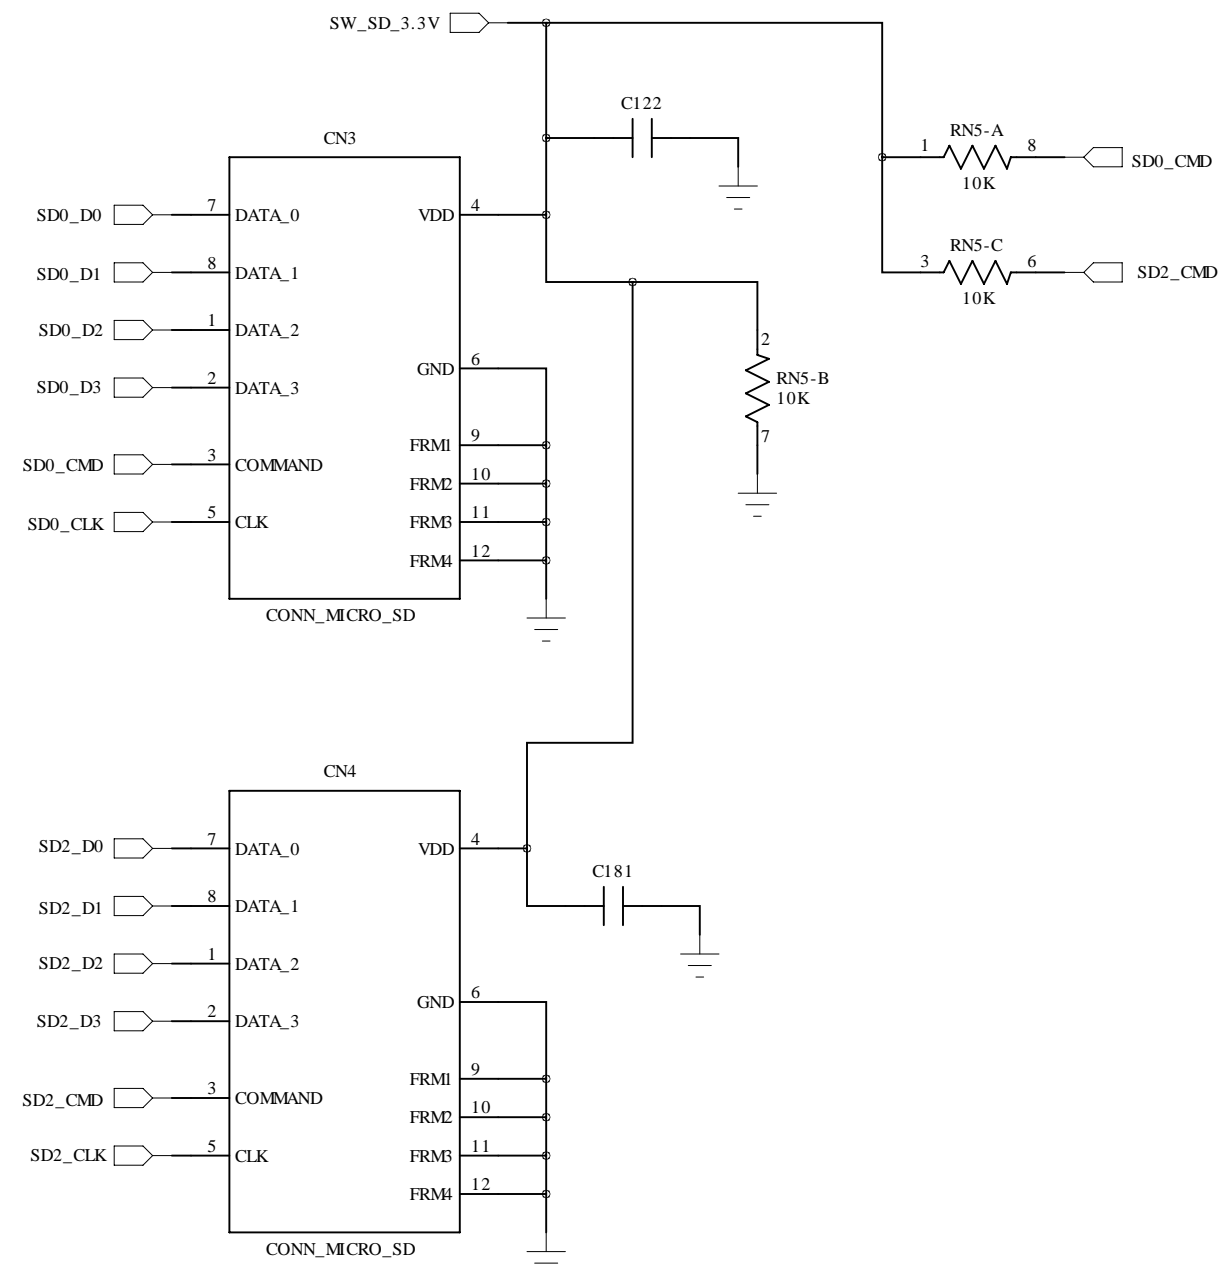 SW_SD_3.3V
C122
CN3
RN5-A
1 8
SD0_CMD
10K
SD0_D0 7 DATA_0 VDD 4
SD0_D1 8 DATA_1
RN5-C
3 6
SD2_CMD
10K
SD0_D2 1 DATA_2
2
RN5-B
10K
7
GND 6
SD0_D3 2 DATA_3
FRM1 9
SD0_CMD 3 COMMAND
FRM2 10
SD0_CLK 5 CLK FRM3 11
FRM4 12
CONN_MICRO_SD
CN4
SD2_D0 7 DATA_0 VDD 4
C181
SD2_D1 8 DATA_1
SD2_D2 1 DATA_2
GND 6
SD2_D3 2 DATA_3
FRM1 9
SD2_CMD 3 COMMAND
FRM2 10
SD2_CLK 5 CLK FRM3 11
FRM4 12
CONN_MICRO_SD